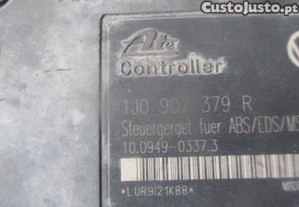 custojusto.pt
Ate
Controller
1J0 907 379 R
Steuergeraet fuer ABS/EDS/MS
10.0949-0337.3
*LUR9I21K88*